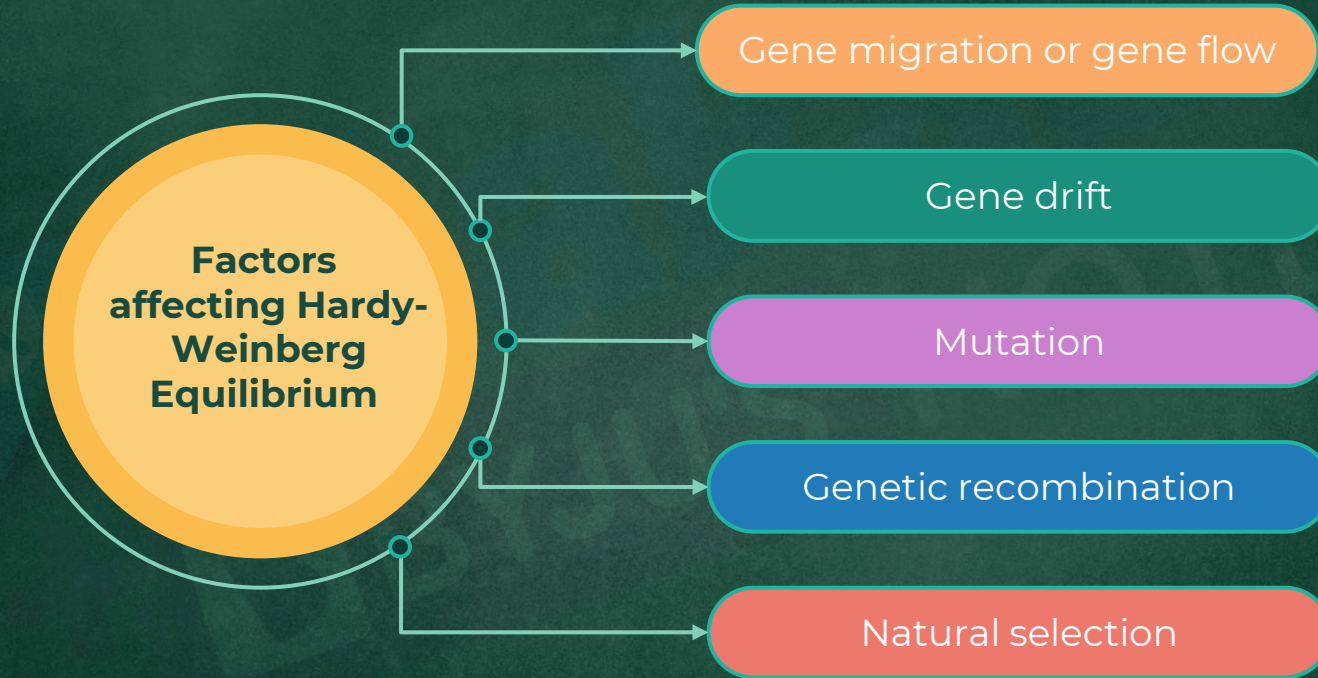 Factors
affecting Hardy-
Weinberg
Equilibrium
Gene migration or gene flow
Gene drift
Mutation
Genetic recombination
Natural selection